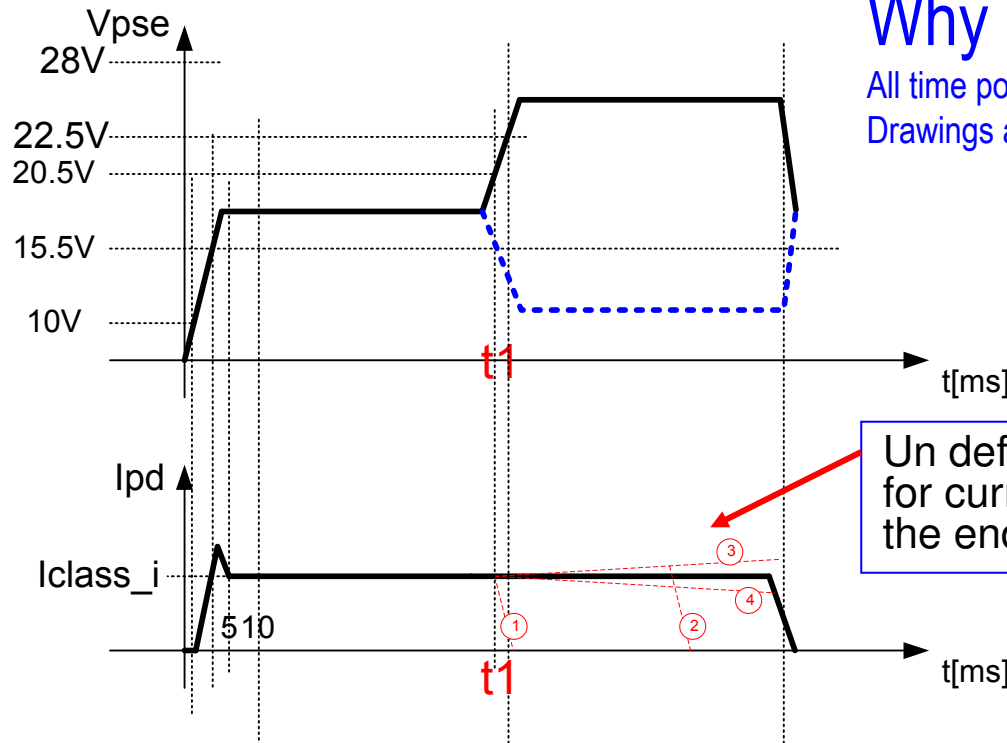 Why
All time po
Drawings a
Vpse
28V
22.5V
20.5V
15.5V
10V
t1
t[ms]
Ipd
Un def
for curr
the end
Iclass_i
3
4
510
1
2
t1
t[ms]